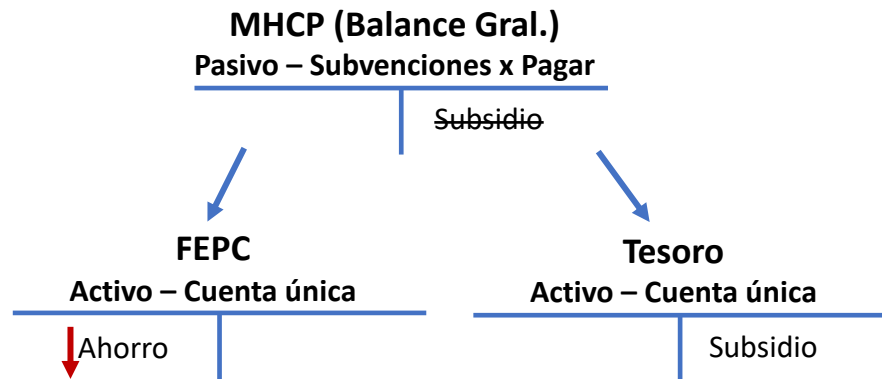 MHCP (Balance Gral.)
Pasivo – Subvenciones x Pagar
Subsidio
FEPC
Activo – Cuenta única
Ahorro
Tesoro
Activo – Cuenta única
Subsidio